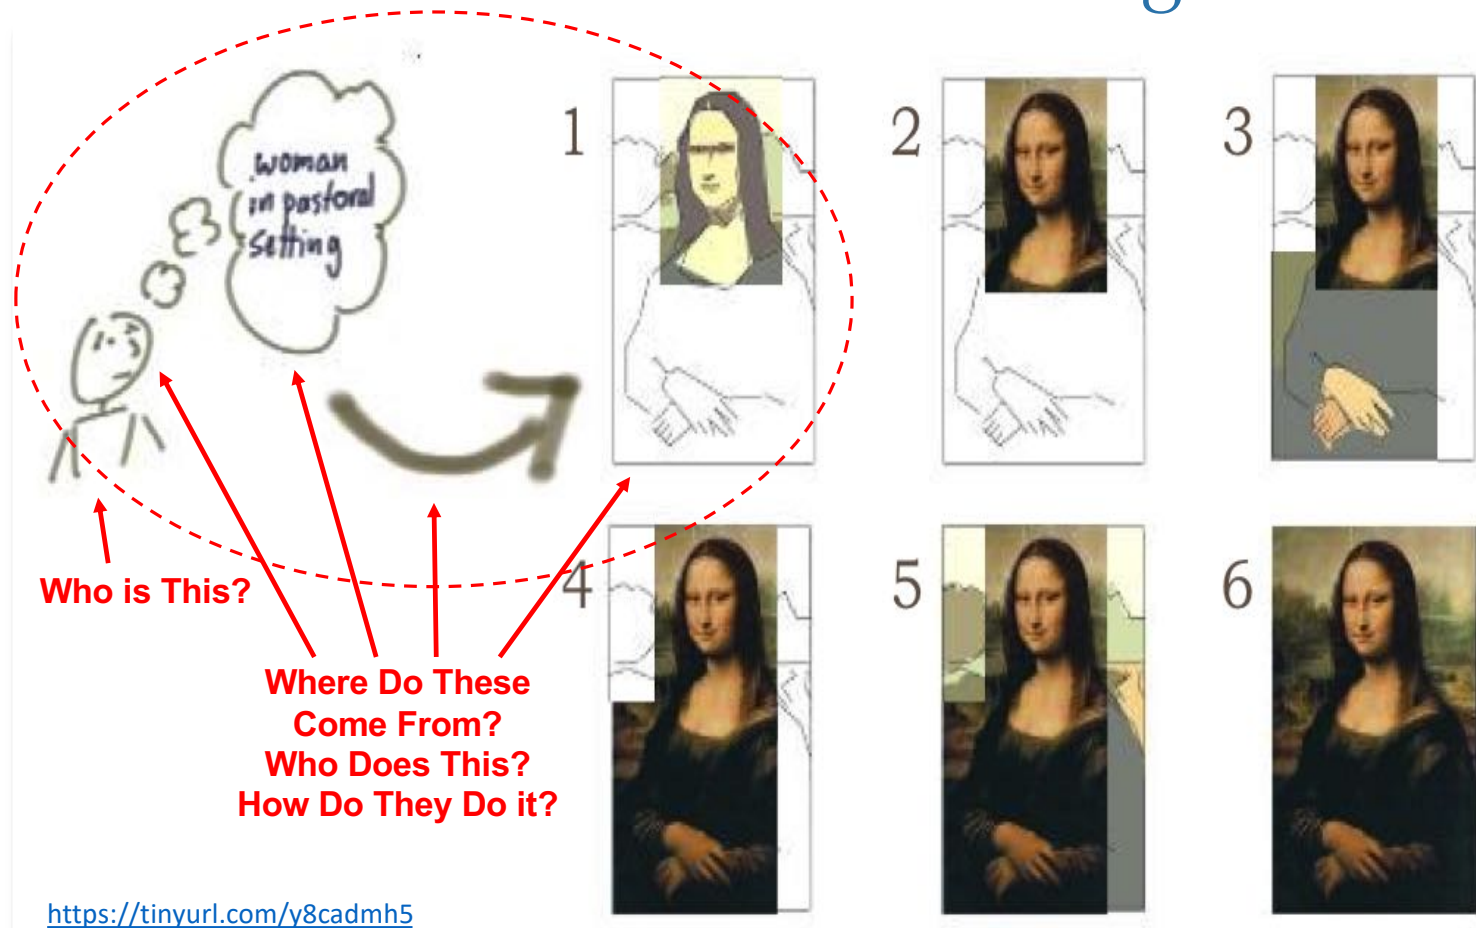 woman
in pastoral
setting
1
2
3
Who is This?
4
5
6
Where Do These
Come From?
Who Does This?
How Do They Do it?
https://tinyurl.com/y8cadmh5